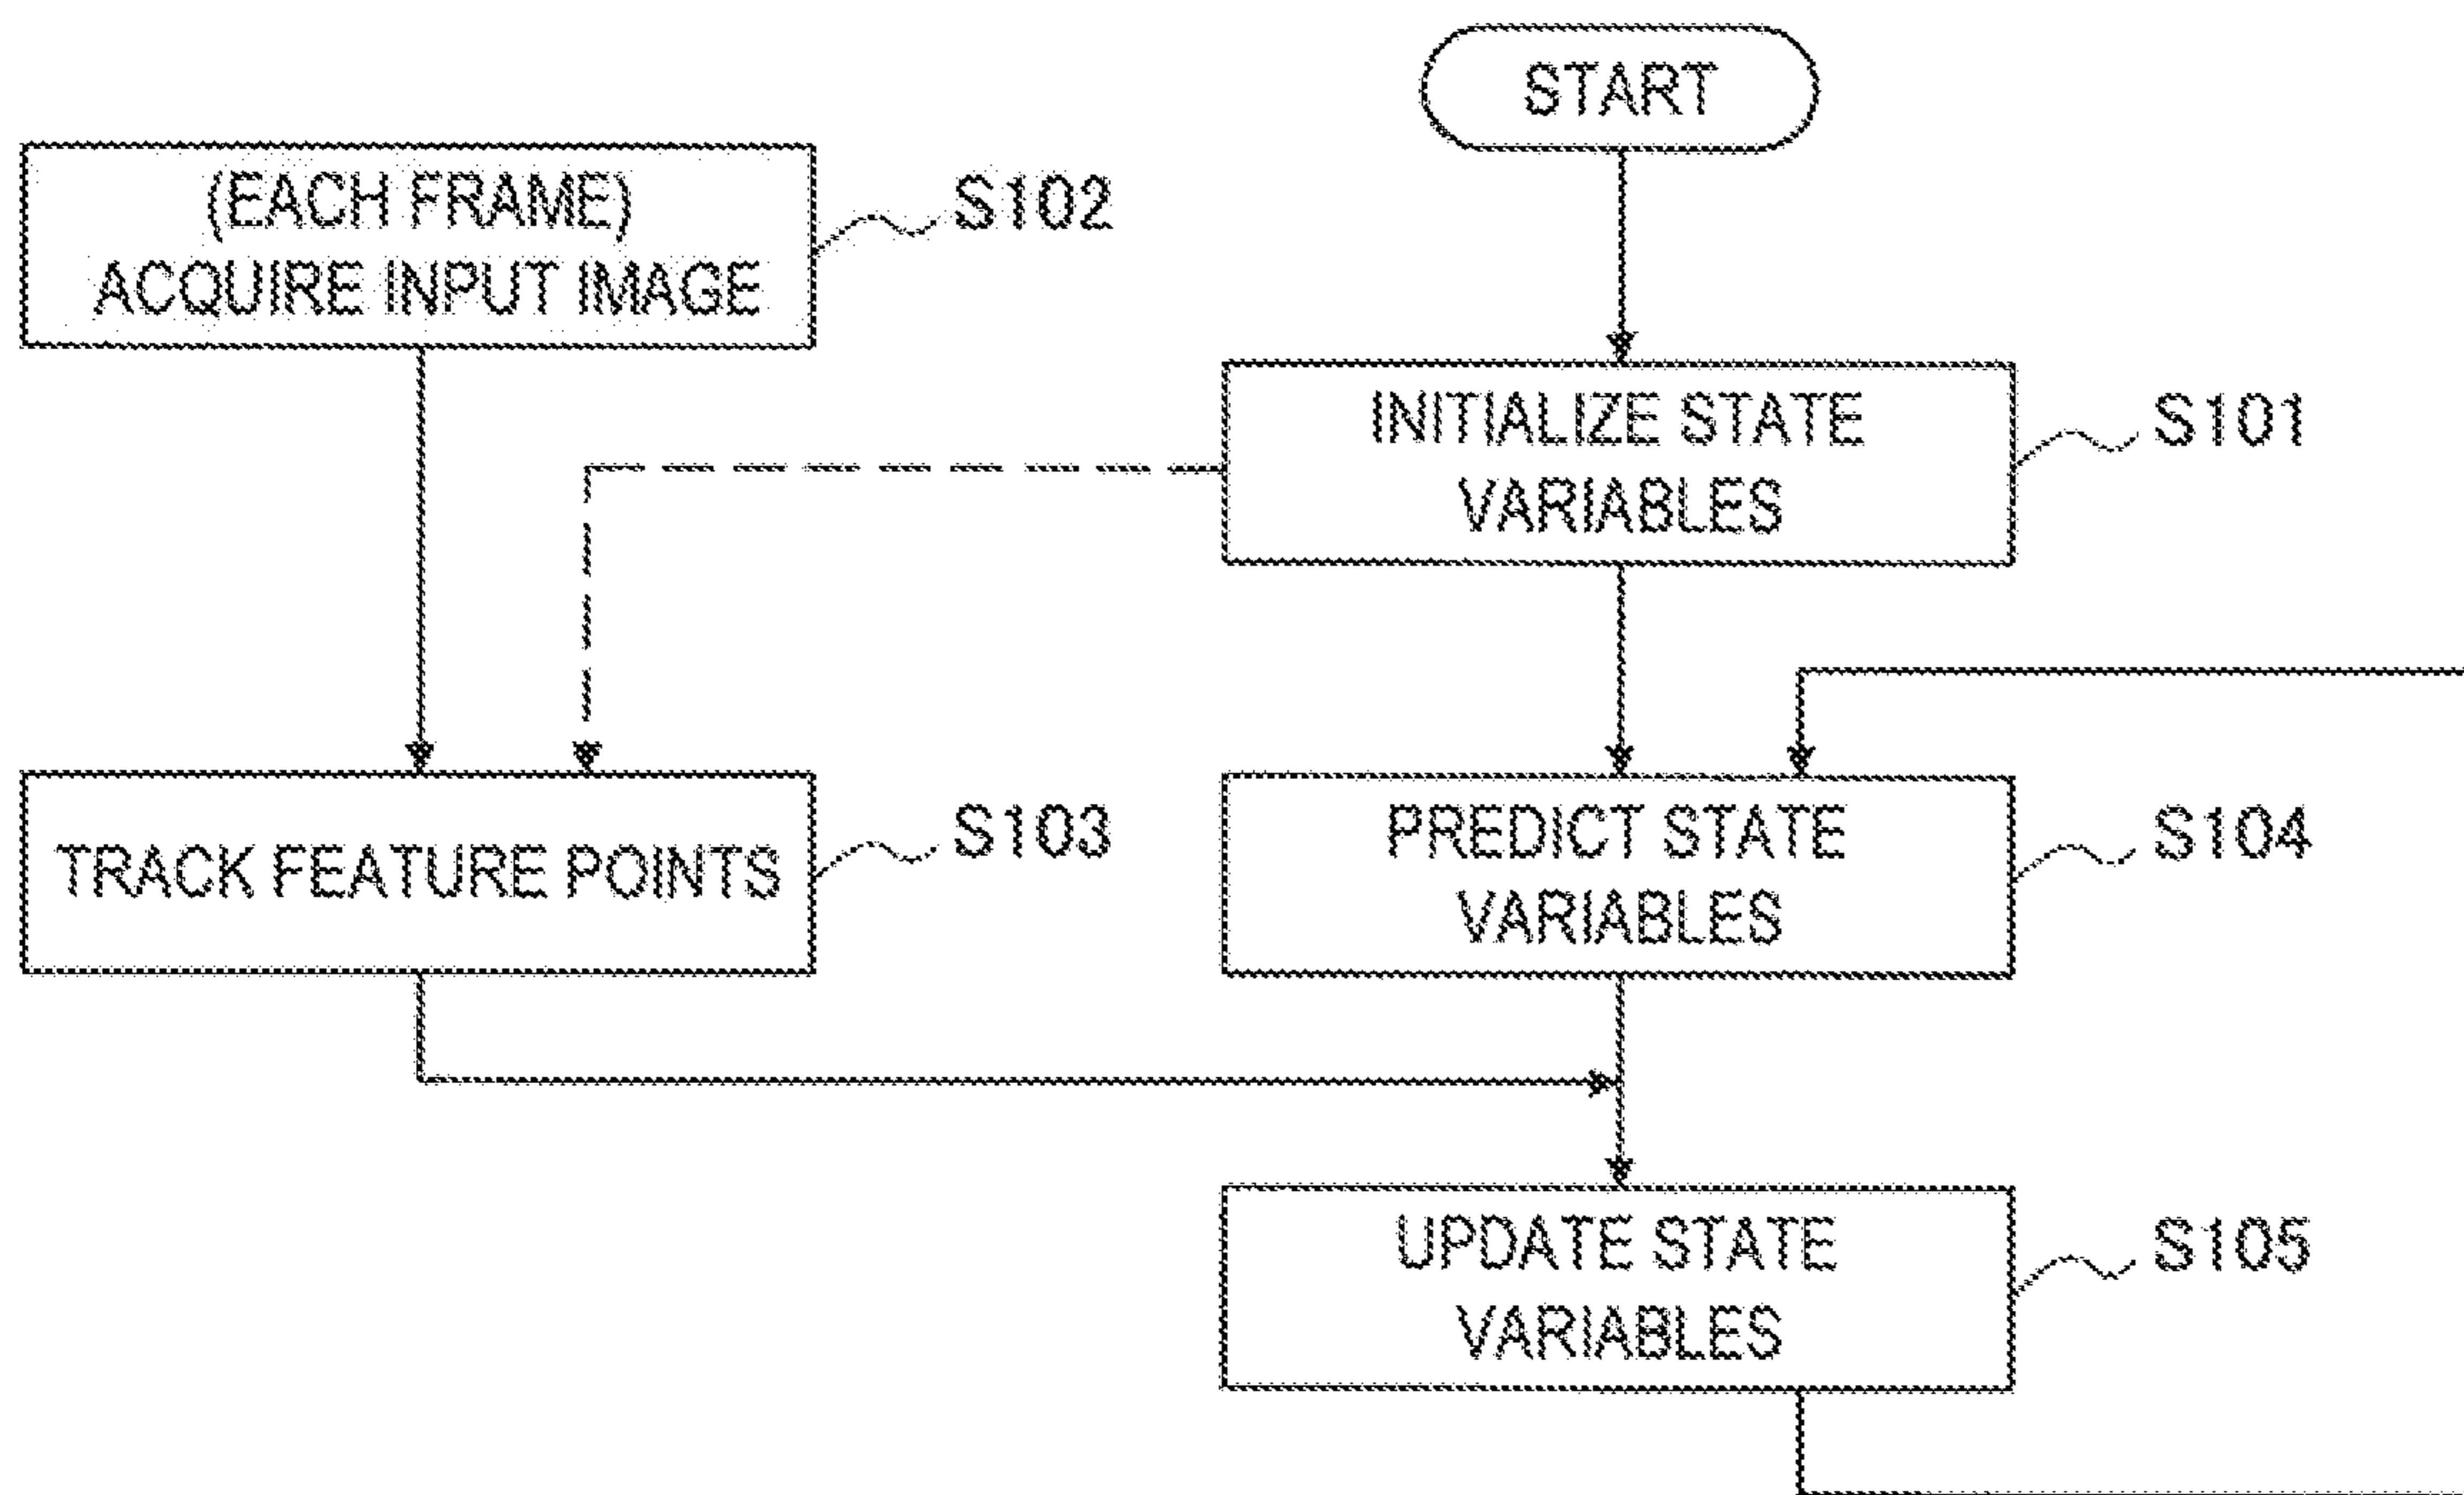 START
(EACH FRAME)
ACQUIRE INPUT IMAGE
S102
INITIALIZE STATE
VARIABLES
S101
TRACK FEATURE POINTS
S103
PREDICT STATE
VARIABLES
S104
UPDATE STATE
VARIABLES
S105